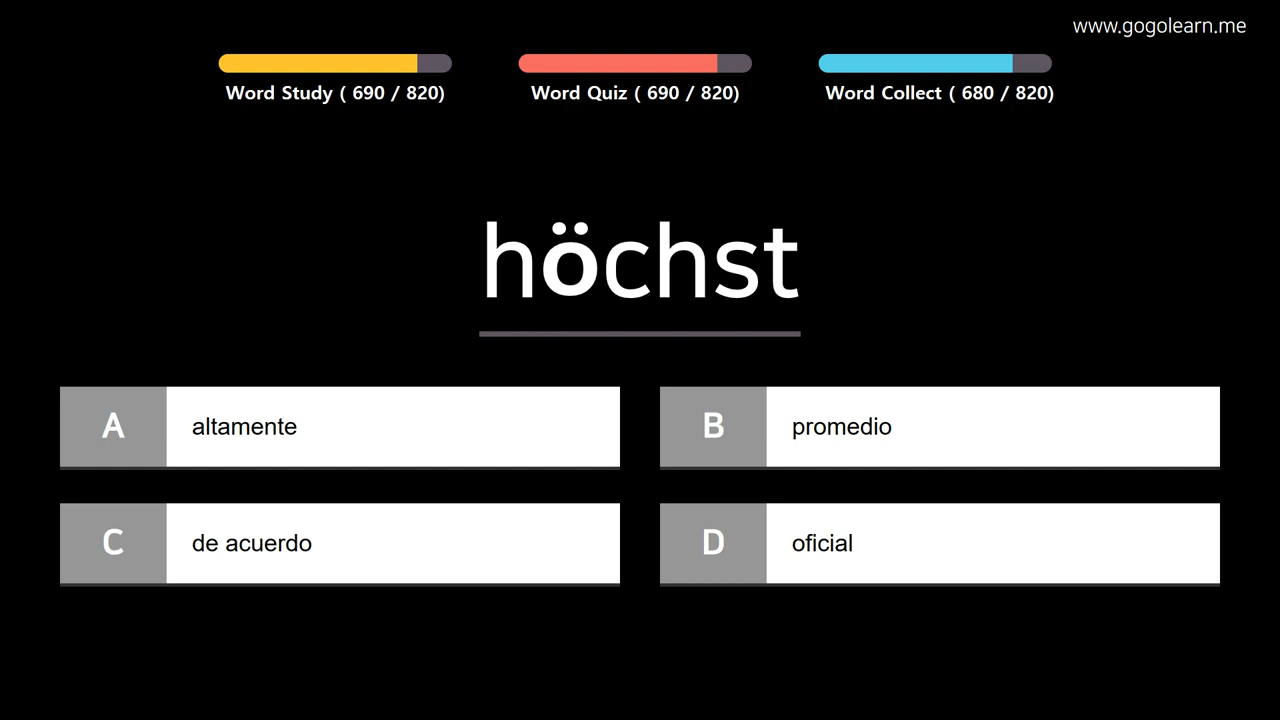 www.gogolearn.me
Word Study ( 690 / 820)
Word Quiz ( 690 / 820)
Word Collect ( 680 / 820)
höchst
A altamente
B promedio
C de acuerdo
D oficial